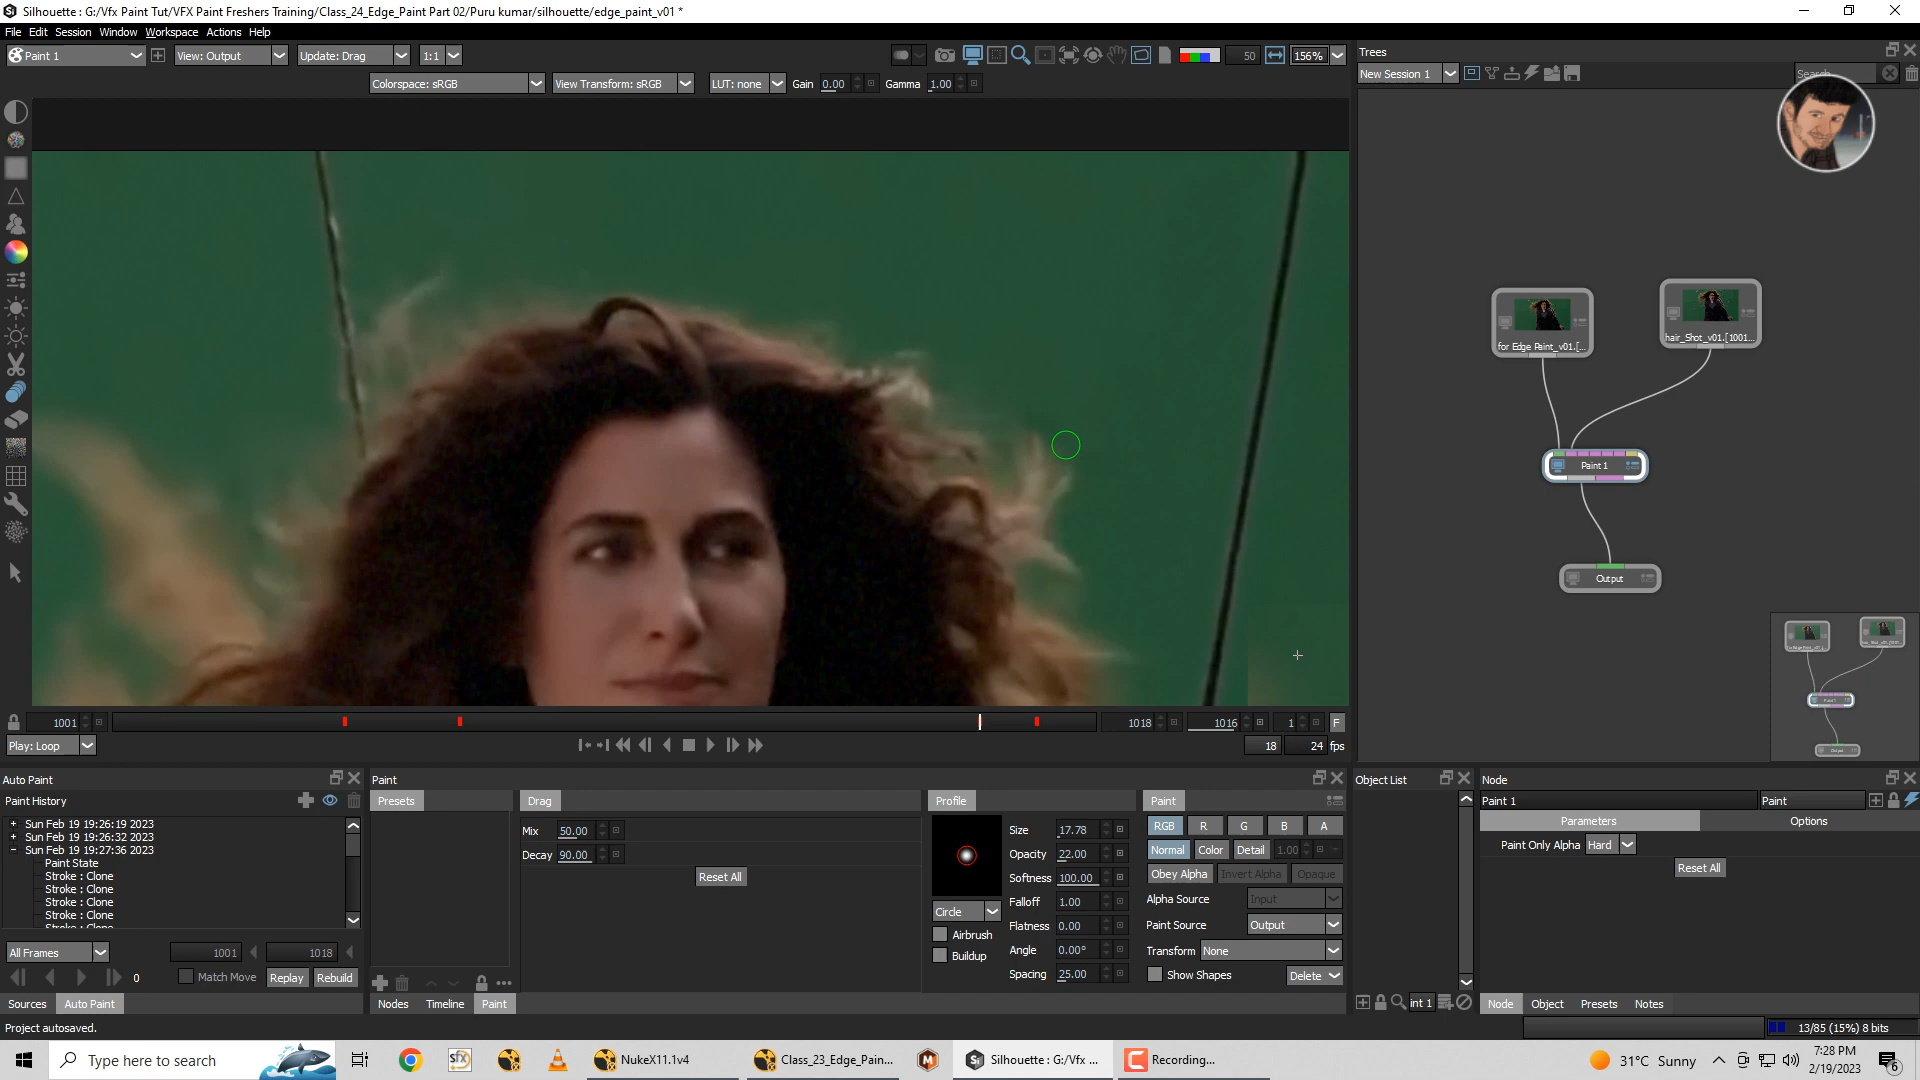 Silhouette : G:/Vfx Paint Tut/VFX Paint Freshers Training/Class_24_Edge_Paint Part 02/Puru kumar/silhouette/edge_paint_v01 *
File Edit Session Window Workspace Actions Help
Paint 1 View: Output Update: Drag 1:1 50 156%
Colorspace: sRGB View Transform: sRGB LUT: none Gain 0.00 Gamma 1.00
Trees
New Session 1
for Edge Paint_v01.[...
hair_Shot_v01.[1001...
Paint 1
Output
1001 1018 1016 1 F
Play: Loop 18 24 fps
Auto Paint
Paint History
Sun Feb 19 19:26:19 2023
Sun Feb 19 19:26:32 2023
Sun Feb 19 19:27:36 2023
Paint State
Stroke : Clone
Stroke : Clone
Stroke : Clone
Stroke : Clone
Stroke : Clone
All Frames 1001 1018
0 Match Move Replay Rebuild
Sources Auto Paint
Project autosaved.
Paint
Presets
Drag
Mix 50.00
Decay 90.00
Reset All
Nodes Timeline Paint
Profile
Circle
Airbrush
Buildup
Size 17.78
Opacity 22.00
Softness 100.00
Falloff 1.00
Flatness 0.00
Angle 0.00°
Spacing 25.00
Paint
RGB R G B A
Normal Color Detail 1.00
Obey Alpha Invert Alpha Opaque
Alpha Source Input
Paint Source Output
Transform None
Show Shapes Delete
Object List
int 1
Node
Paint 1 Paint
Parameters Options
Paint Only Alpha Hard
Reset All
Node Object Presets Notes
13/85 (15%) 8 bits
Type here to search
NukeX11.1v4
Class_23_Edge_Pain...
Silhouette : G:/Vfx ...
Recording...
31°C Sunny
7:28 PM
2/19/2023
6